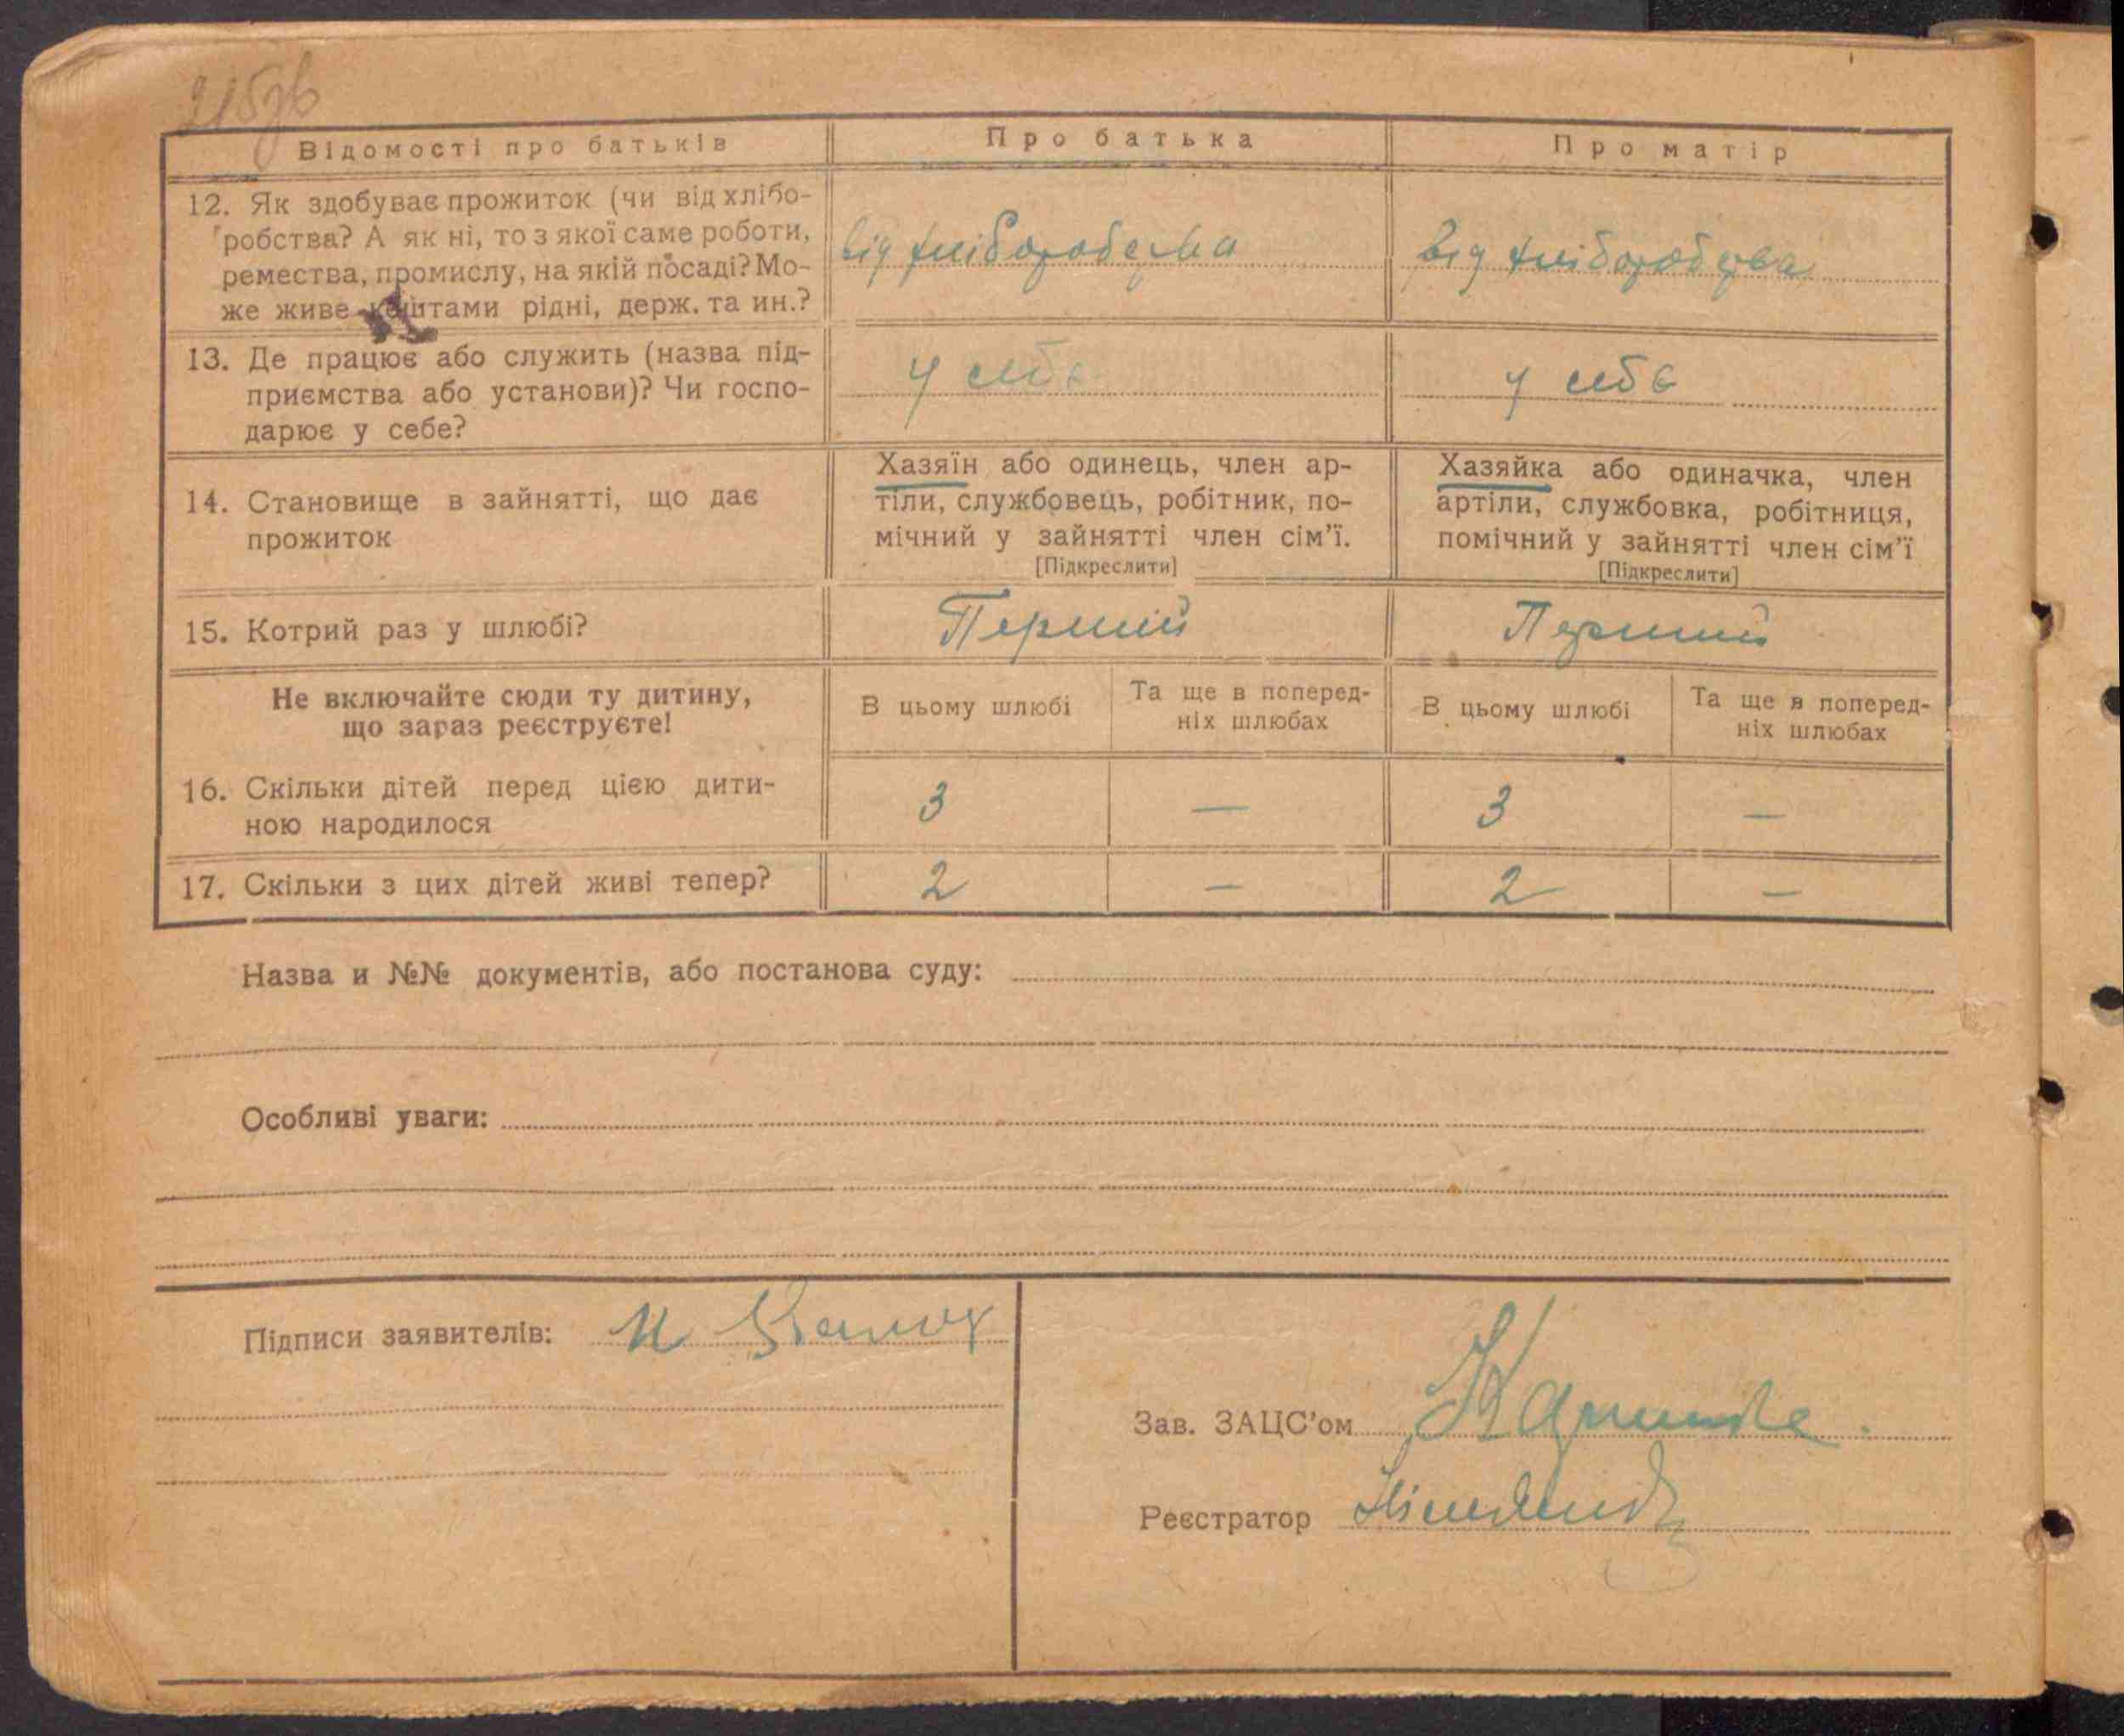 Відомості про батьків
Про батька
Про матір
12. Як здобуває прожиток (чи від хлібо-
робства? А як ні, то з якої саме роботи,
ремества, промислу, на якій посаді? Мо-
же живе коштами рідні, держ. та ин.?
від хліборобства
від хліборобства
13. Де працює або служить (назва під-
приємства або установи)? Чи госпо-
дарює у себе?
у себе
у себе
14. Становище в зайнятті, що дає
прожиток
Хазяїн або одинець, член ар-
тіли, службовець, робітник, по-
мічний у зайнятті член сім'ї.
[Підкреслити]
Хазяйка або одиначка, член
артіли, службовка, робітниця,
помічний у зайнятті член сім'ї
[Підкреслити]
15. Котрий раз у шлюбі?
Перший
Перший
Не включайте сюди ту дитину,
що зараз реєструєте!
В цьому шлюбі
Та ще в поперед-
ніх шлюбах
В цьому шлюбі
Та ще в поперед-
ніх шлюбах
16. Скільки дітей перед цією дити-
ною народилося
3
—
3
—
17. Скільки з цих дітей живі тепер?
2
—
2
—
Назва и №№ документів, або постанова суду:
Особливі уваги:
Підписи заявителів:
Зав. ЗАЦС'ом
Реєстратор